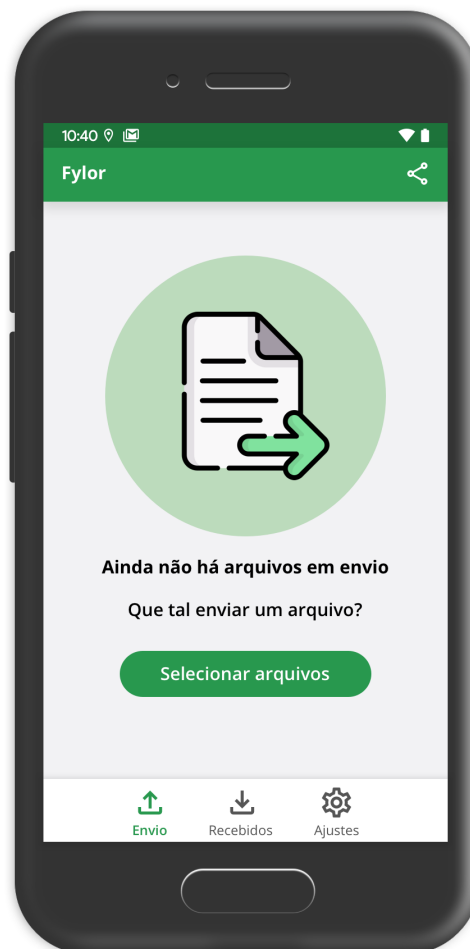 10:40
Fylor
Ainda não há arquivos em envio
Que tal enviar um arquivo?
Selecionar arquivos
Envio Recebidos Ajustes